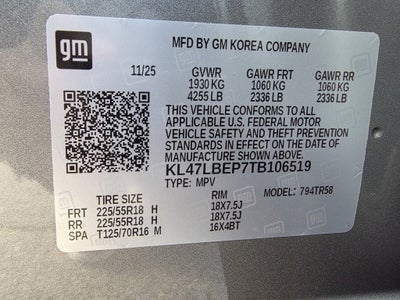 gm
MFD BY GM KOREA COMPANY
11/25 GVWR GAWR FRT GAWR RR
1930 KG 1060 KG 1060 KG
4255 LB 2336 LB 2336 LB
THIS VEHICLE CONFORMS TO ALL
APPLICABLE U.S. FEDERAL MOTOR
VEHICLE SAFETY AND THEFT PREVENTION
STANDARDS IN EFFECT ON THE DATE OF
MANUFACTURE SHOWN ABOVE.
KL47LBEP7TB106519
TYPE: MPV MODEL: 794TR58
TIRE SIZE RIM
FRT 225/55R18 H 18X7.5J
RR 225/55R18 H 18X7.5J
SPA T125/70R16 M 16X4BT